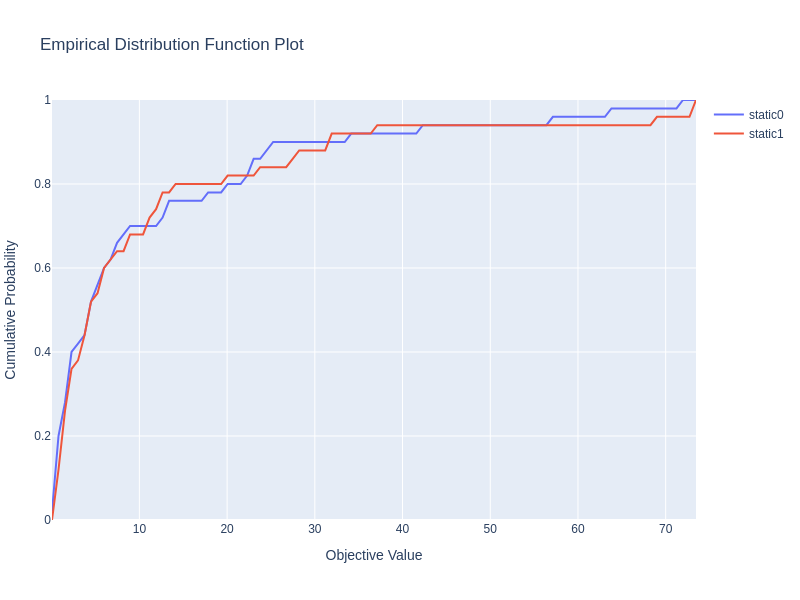 Empirical Distribution Function Plot
static0
static1
1
0.8
0.6
0.4
0.2
0
Cumulative Probability
10
20
30
40
50
60
70
Objective Value